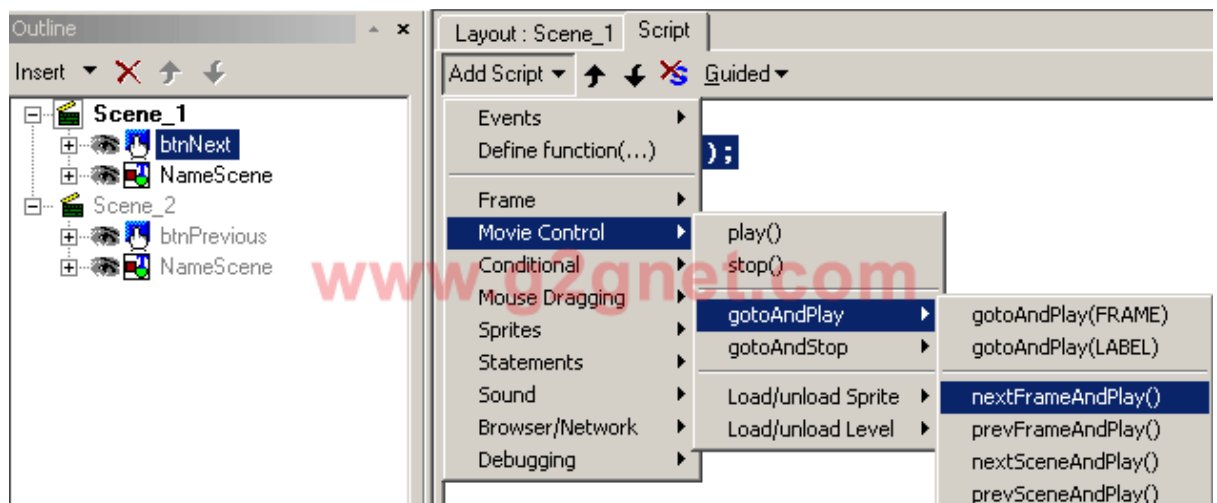 Outline
Insert
Scene_1
btnNext
NameScene
Scene_2
btnPrevious
NameScene
Layout : Scene_1 Script
Add Script Guided
);
Events
Define function(...)
Frame
Movie Control
Conditional
Mouse Dragging
Sprites
Statements
Sound
Browser/Network
Debugging
play()
stop()
gotoAndPlay
gotoAndStop
Load/unload Sprite
Load/unload Level
gotoAndPlay(FRAME)
gotoAndPlay(LABEL)
nextFrameAndPlay()
prevFrameAndPlay()
nextSceneAndPlay()
prevSceneAndPlay()
www.g2gnet.com